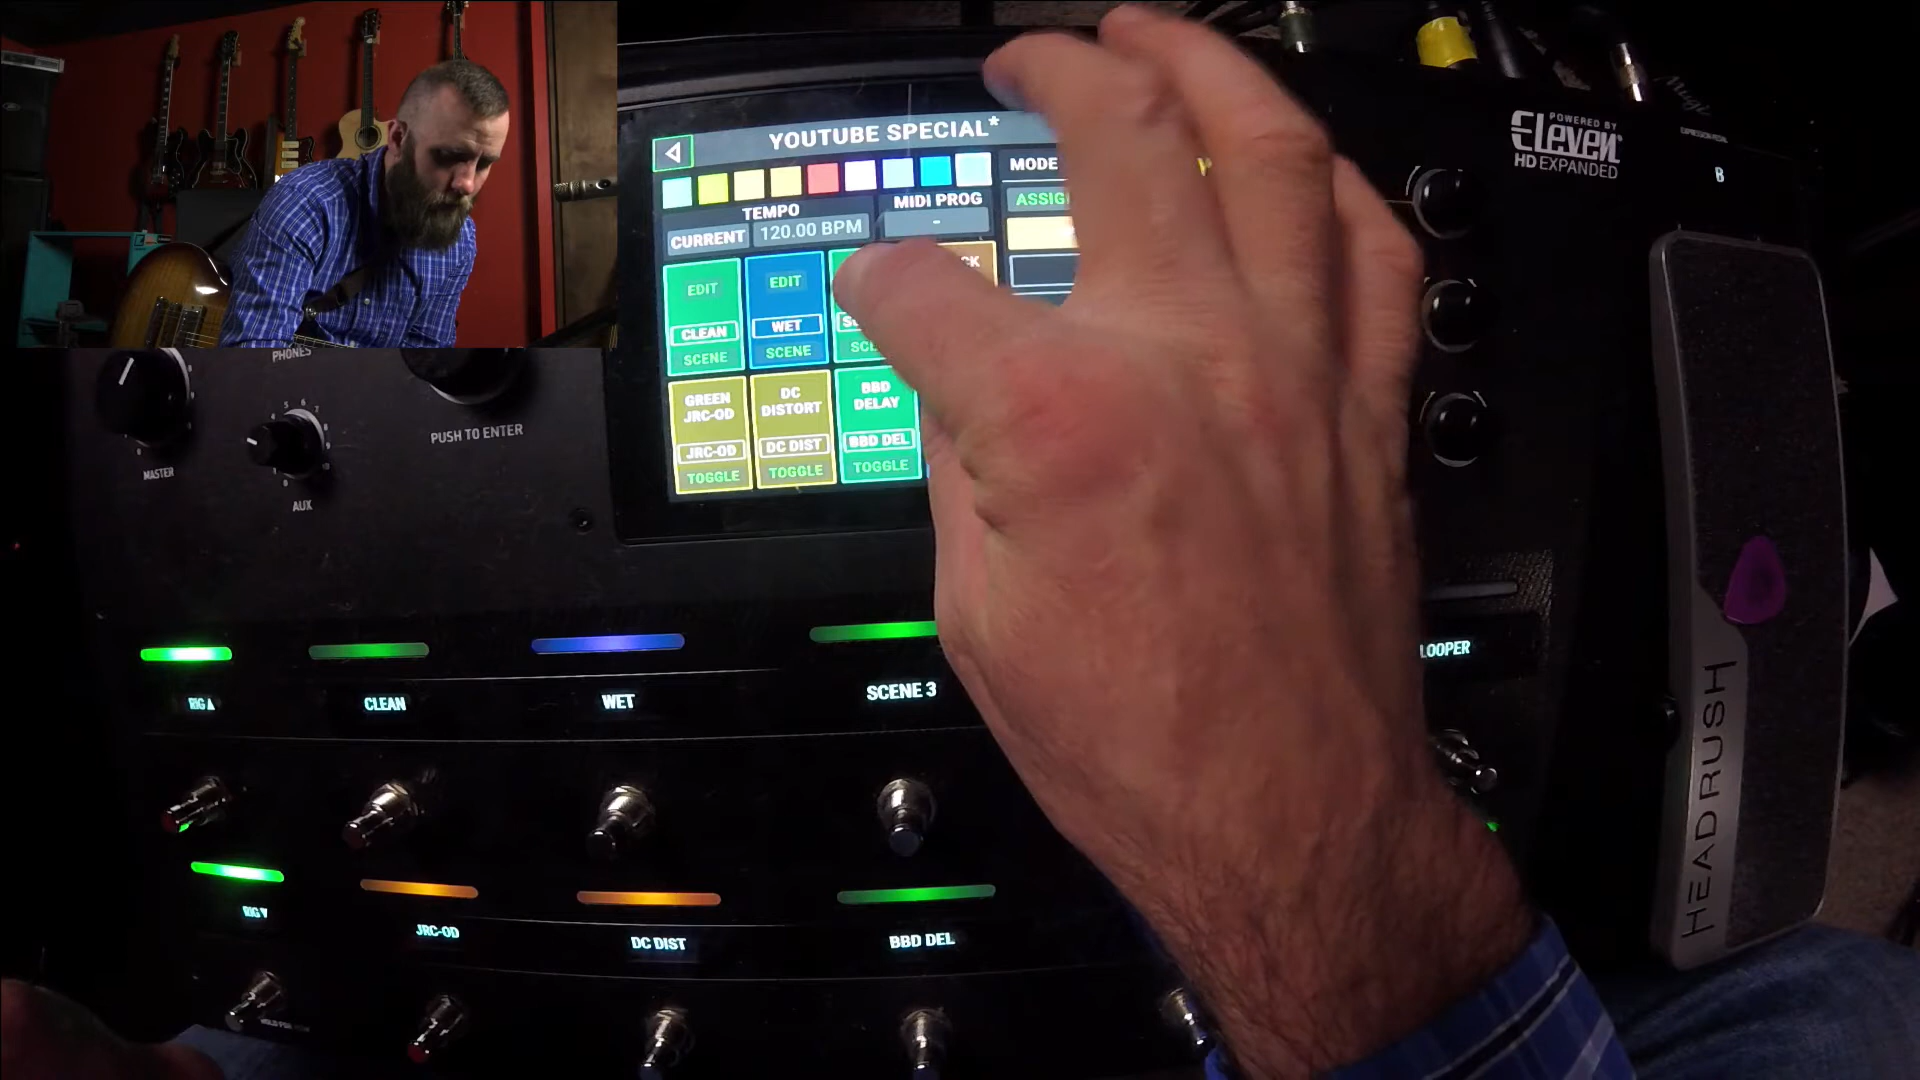 YOUTUBE SPECIAL*
MODE
TEMPO
MIDI PROG
ASSIG
CURRENT
120.00 BPM
-
EDIT
EDIT
CLEAN
WET
SCENE
SCENE
GREEN JRC-OD
DC DISTORT
BBD DELAY
JRC-OD
DC DIST
BBD DEL
TOGGLE
TOGGLE
TOGGLE
POWERED BY
Eleven
HD EXPANDED
EXPRESSION PEDAL
B
PHONES
PUSH TO ENTER
MASTER
AUX
RIG▲
CLEAN
WET
SCENE 3
LOOPER
RIG▼
JRC-OD
DC DIST
BBD DEL
HEADRUSH